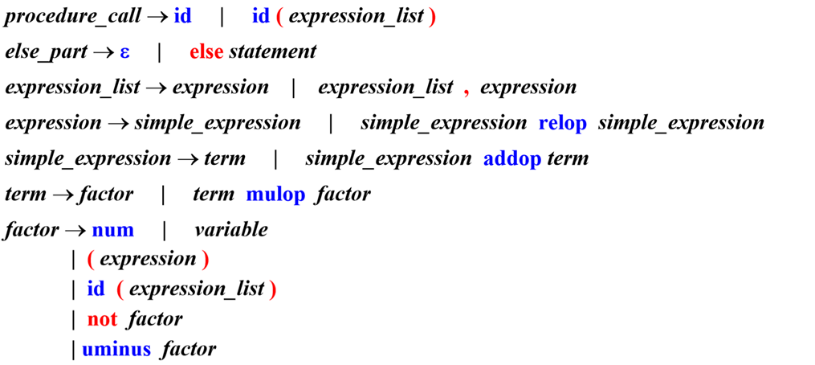 procedure_call → id | id ( expression_list )
else_part → ε | else statement
expression_list → expression | expression_list , expression
expression → simple_expression | simple_expression relop simple_expression
simple_expression → term | simple_expression addop term
term → factor | term mulop factor
factor → num | variable
| ( expression )
| id ( expression_list )
| not factor
| uminus factor